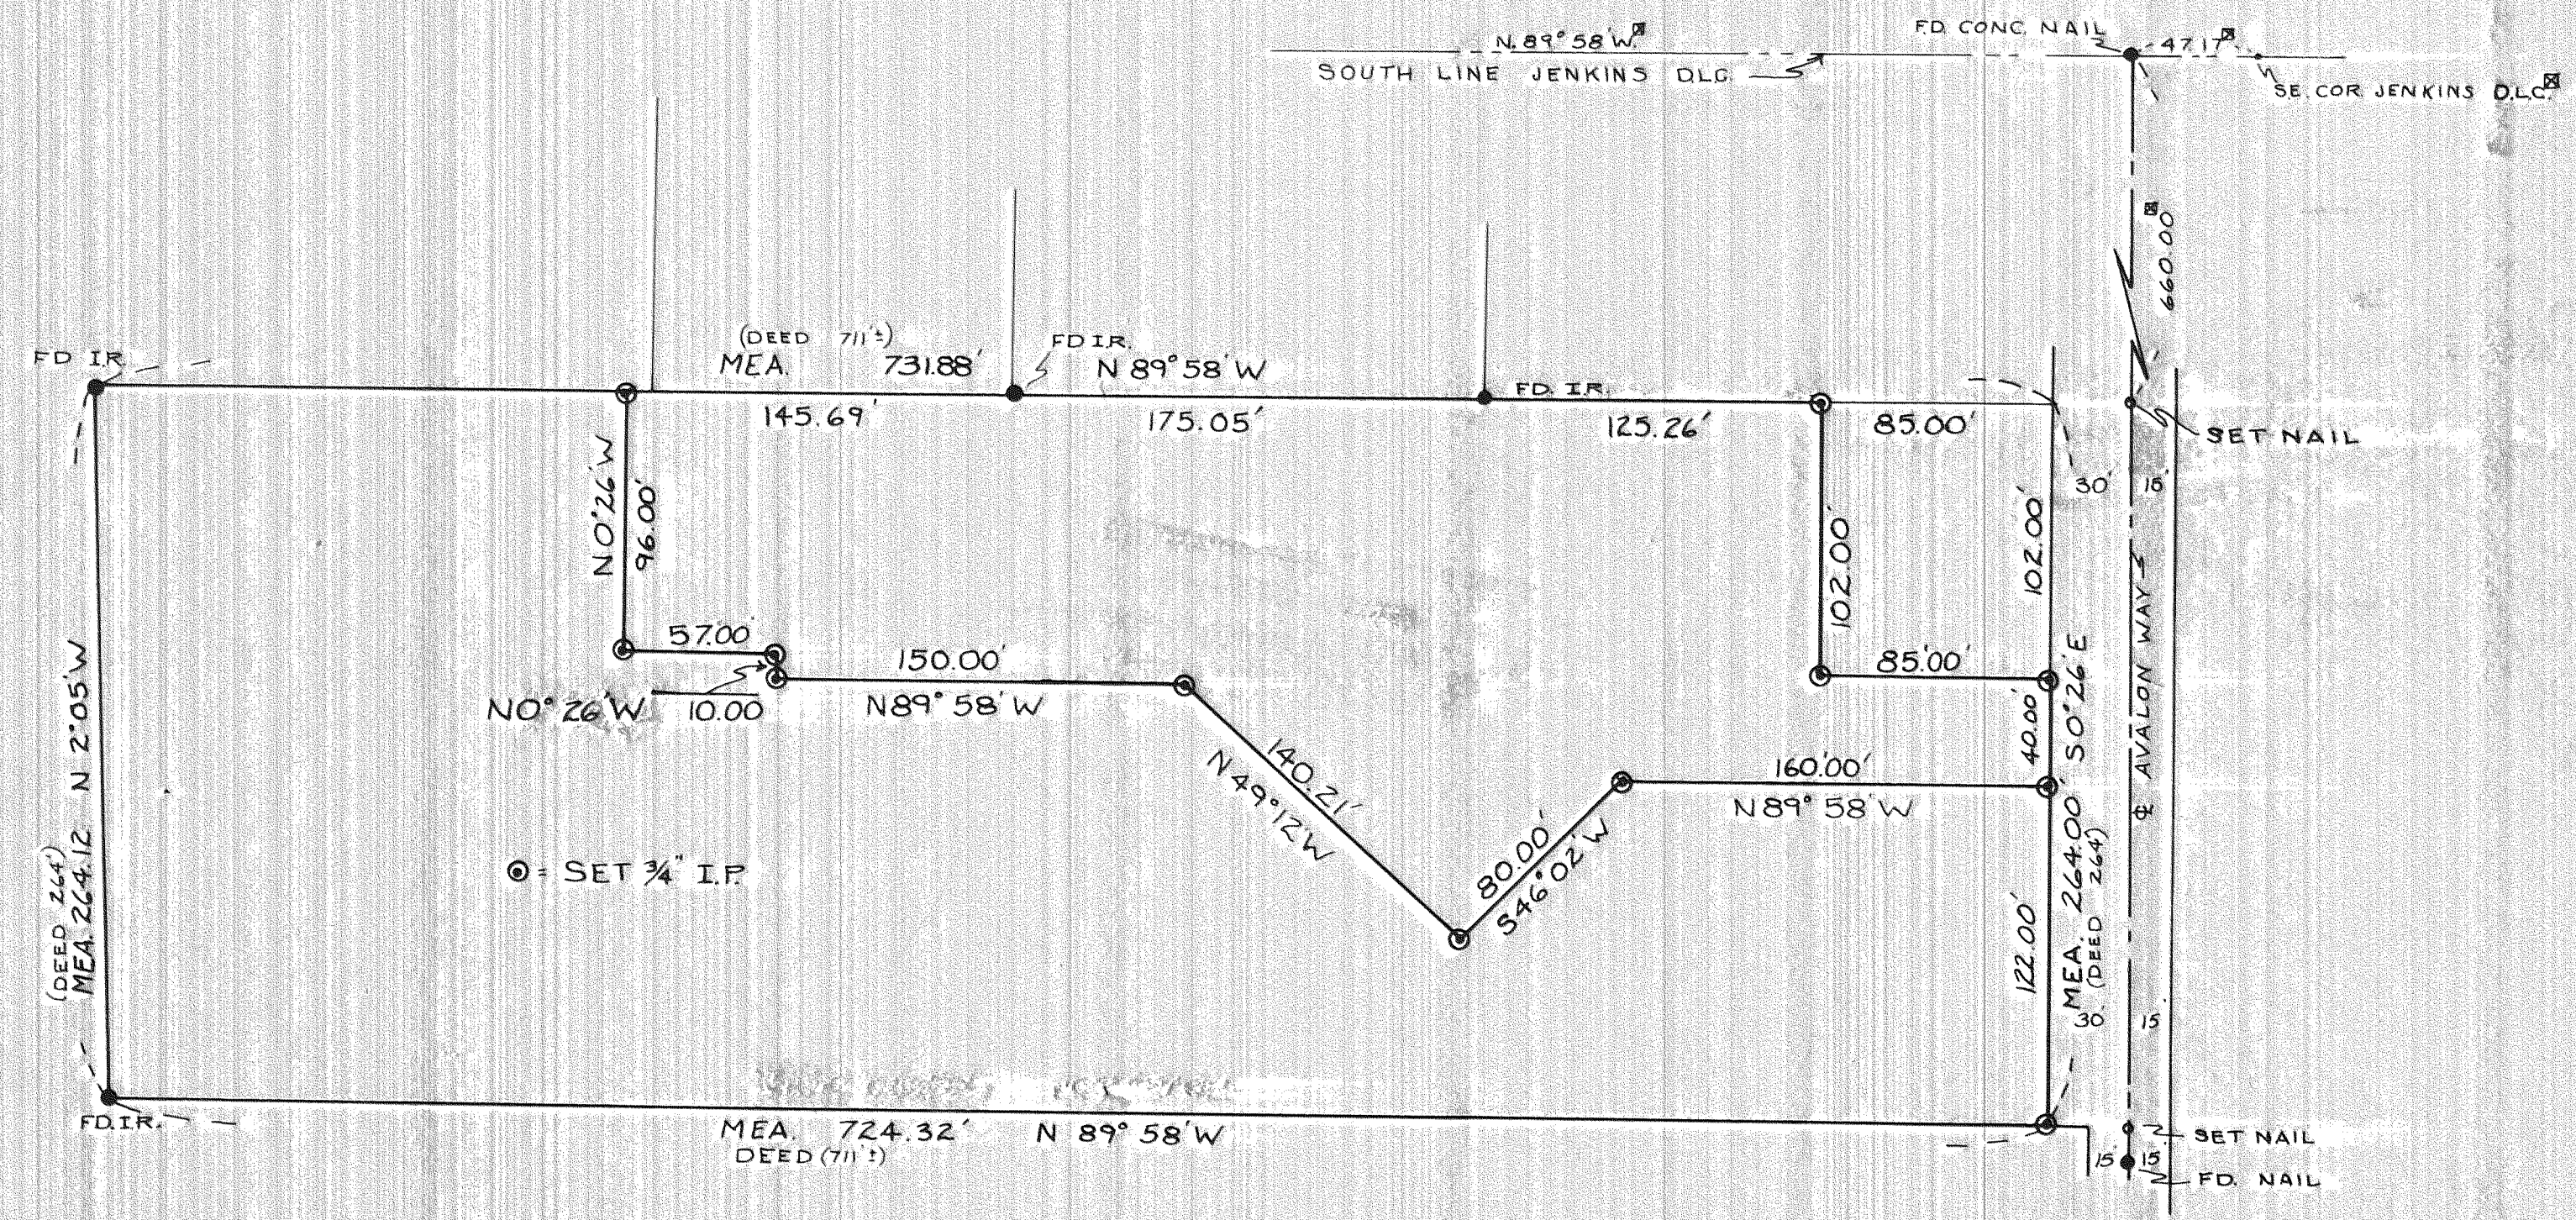 FD. CONC. NAIL
N. 89° 58' W.
47.17
SOUTH LINE JENKINS D.L.C.
S.E. COR. JENKINS D.L.C.
660.00
(DEED 711'±)
FD I.R.
FD I.R.
MEA. 731.88' N 89° 58' W
FD. I.R.
145.69'
175.05'
125.26'
85.00'
SET NAIL
30' 15'
N 0° 26' W
96.00'
102.00'
102.00'
57.00'
150.00'
85.00'
N 0° 26' W 10.00
N 89° 58' W
40.00'
S 0° 26' E
℄ AVALON WAY
N 2° 05' W
MEA. 264.12
(DEED 264')
140.21'
N 49° 12' W
160.00'
N 89° 58' W
80.00'
S 46° 02' W
= SET ¾" I.P.
122.00'
MEA. 264.00'
(DEED 264')
30. 15
FD. I.R.
MEA. 724.32' N 89° 58' W
DEED (711'±)
SET NAIL
15 15
FD. NAIL